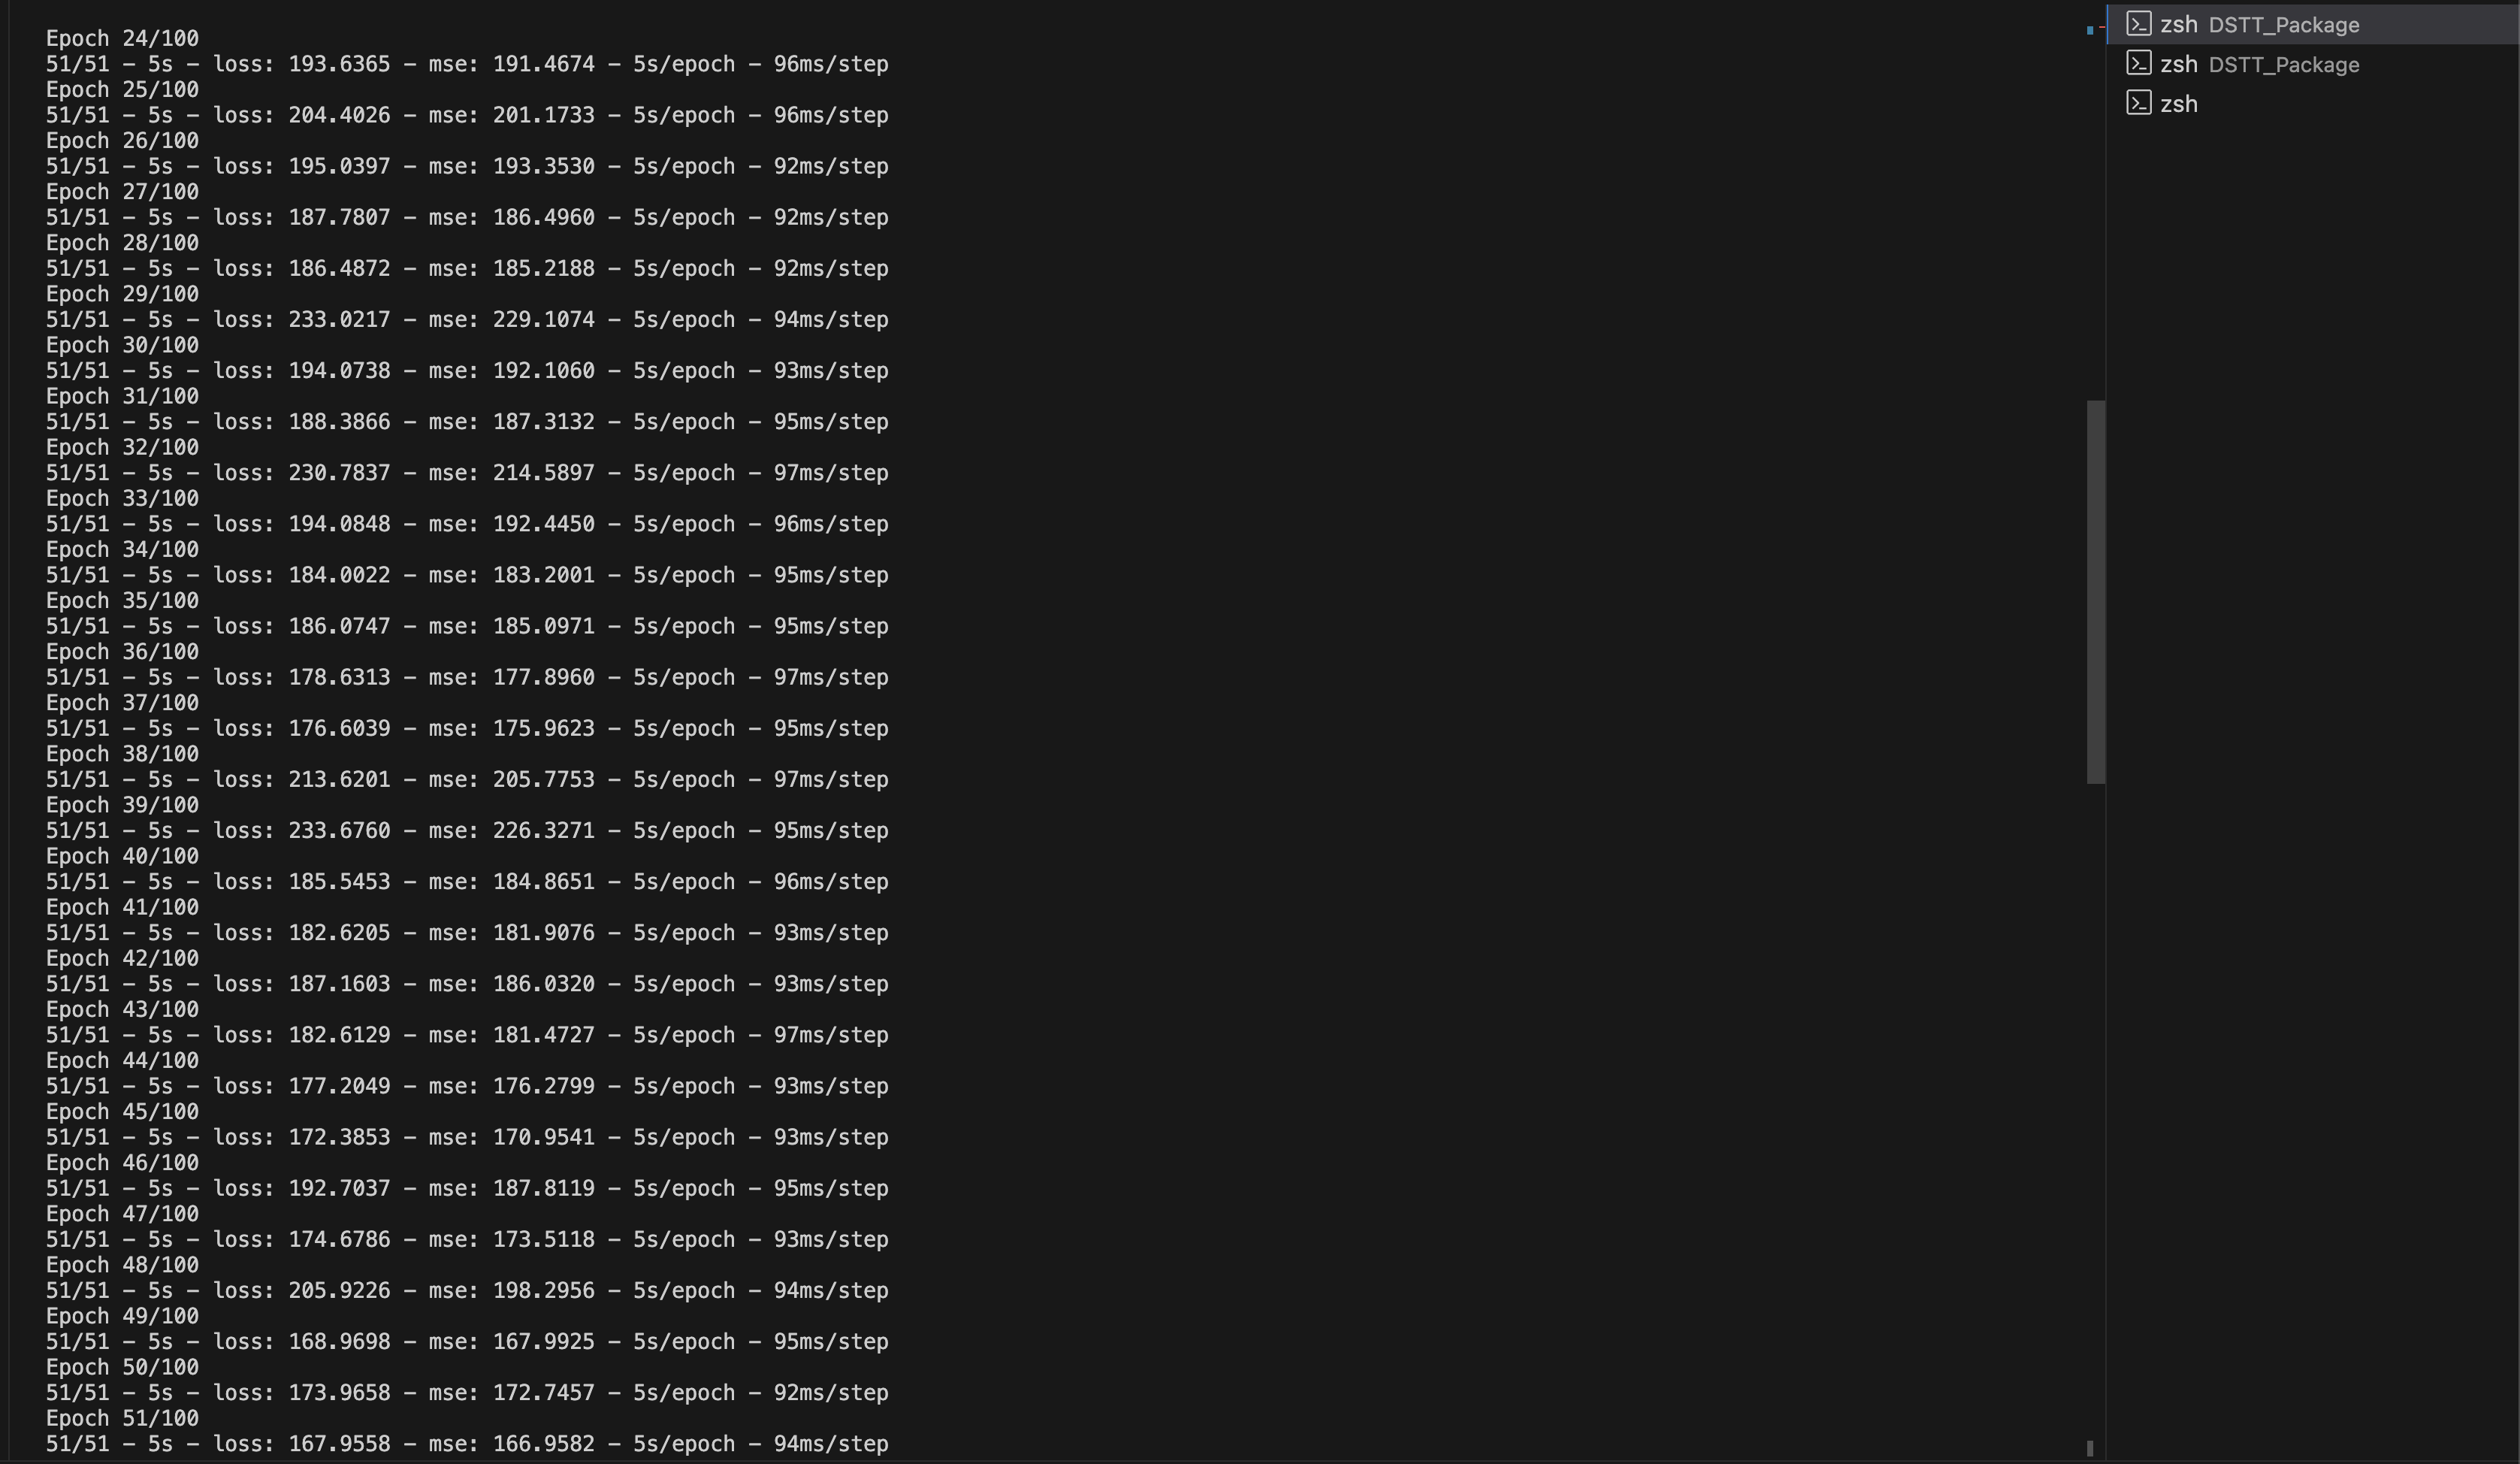 Epoch 24/100
51/51 - 5s - loss: 193.6365 - mse: 191.4674 - 5s/epoch - 96ms/step
Epoch 25/100
51/51 - 5s - loss: 204.4026 - mse: 201.1733 - 5s/epoch - 96ms/step
Epoch 26/100
51/51 - 5s - loss: 195.0397 - mse: 193.3530 - 5s/epoch - 92ms/step
Epoch 27/100
51/51 - 5s - loss: 187.7807 - mse: 186.4960 - 5s/epoch - 92ms/step
Epoch 28/100
51/51 - 5s - loss: 186.4872 - mse: 185.2188 - 5s/epoch - 92ms/step
Epoch 29/100
51/51 - 5s - loss: 233.0217 - mse: 229.1074 - 5s/epoch - 94ms/step
Epoch 30/100
51/51 - 5s - loss: 194.0738 - mse: 192.1060 - 5s/epoch - 93ms/step
Epoch 31/100
51/51 - 5s - loss: 188.3866 - mse: 187.3132 - 5s/epoch - 95ms/step
Epoch 32/100
51/51 - 5s - loss: 230.7837 - mse: 214.5897 - 5s/epoch - 97ms/step
Epoch 33/100
51/51 - 5s - loss: 194.0848 - mse: 192.4450 - 5s/epoch - 96ms/step
Epoch 34/100
51/51 - 5s - loss: 184.0022 - mse: 183.2001 - 5s/epoch - 95ms/step
Epoch 35/100
51/51 - 5s - loss: 186.0747 - mse: 185.0971 - 5s/epoch - 95ms/step
Epoch 36/100
51/51 - 5s - loss: 178.6313 - mse: 177.8960 - 5s/epoch - 97ms/step
Epoch 37/100
51/51 - 5s - loss: 176.6039 - mse: 175.9623 - 5s/epoch - 95ms/step
Epoch 38/100
51/51 - 5s - loss: 213.6201 - mse: 205.7753 - 5s/epoch - 97ms/step
Epoch 39/100
51/51 - 5s - loss: 233.6760 - mse: 226.3271 - 5s/epoch - 95ms/step
Epoch 40/100
51/51 - 5s - loss: 185.5453 - mse: 184.8651 - 5s/epoch - 96ms/step
Epoch 41/100
51/51 - 5s - loss: 182.6205 - mse: 181.9076 - 5s/epoch - 93ms/step
Epoch 42/100
51/51 - 5s - loss: 187.1603 - mse: 186.0320 - 5s/epoch - 93ms/step
Epoch 43/100
51/51 - 5s - loss: 182.6129 - mse: 181.4727 - 5s/epoch - 97ms/step
Epoch 44/100
51/51 - 5s - loss: 177.2049 - mse: 176.2799 - 5s/epoch - 93ms/step
Epoch 45/100
51/51 - 5s - loss: 172.3853 - mse: 170.9541 - 5s/epoch - 93ms/step
Epoch 46/100
51/51 - 5s - loss: 192.7037 - mse: 187.8119 - 5s/epoch - 95ms/step
Epoch 47/100
51/51 - 5s - loss: 174.6786 - mse: 173.5118 - 5s/epoch - 93ms/step
Epoch 48/100
51/51 - 5s - loss: 205.9226 - mse: 198.2956 - 5s/epoch - 94ms/step
Epoch 49/100
51/51 - 5s - loss: 168.9698 - mse: 167.9925 - 5s/epoch - 95ms/step
Epoch 50/100
51/51 - 5s - loss: 173.9658 - mse: 172.7457 - 5s/epoch - 92ms/step
Epoch 51/100
51/51 - 5s - loss: 167.9558 - mse: 166.9582 - 5s/epoch - 94ms/step
zsh DSTT_Package
zsh DSTT_Package
zsh